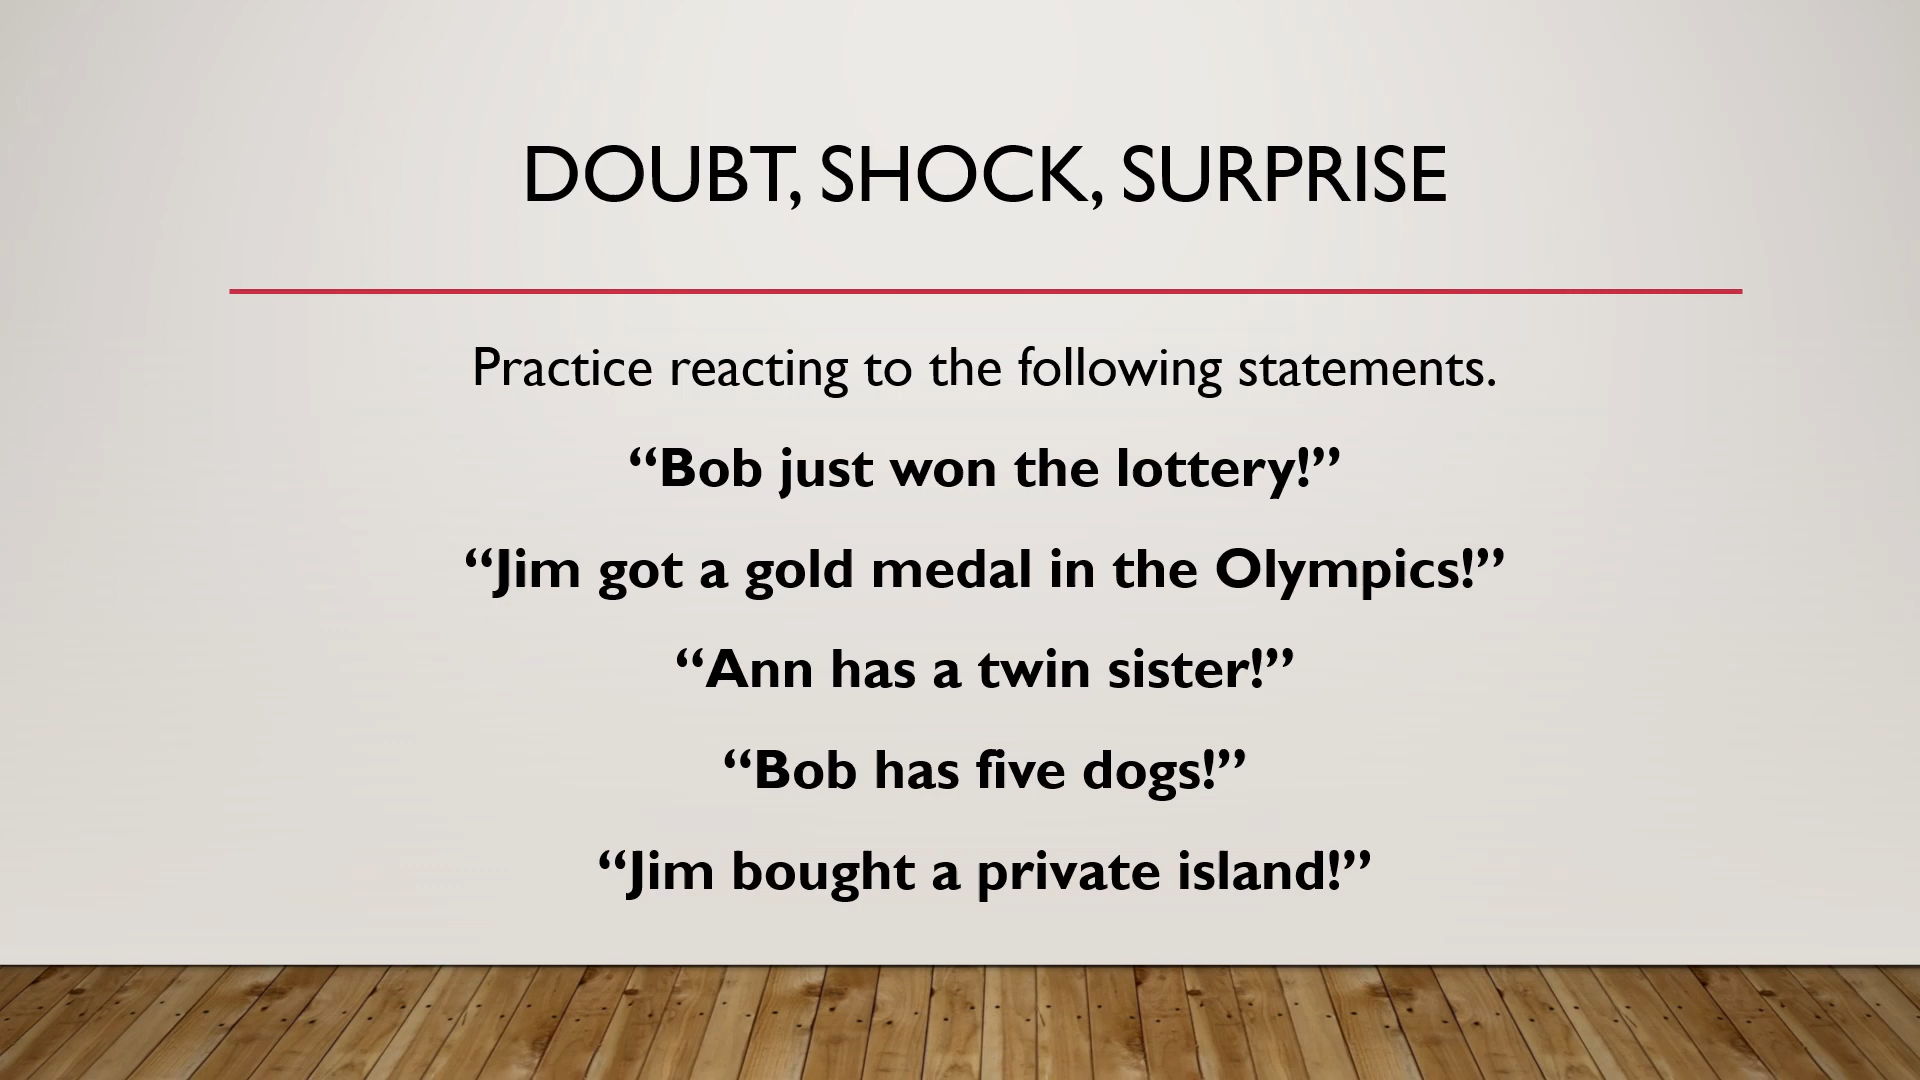 DOUBT, SHOCK, SURPRISE
Practice reacting to the following statements.
“Bob just won the lottery!”
“Jim got a gold medal in the Olympics!”
“Ann has a twin sister!”
“Bob has five dogs!”
“Jim bought a private island!”